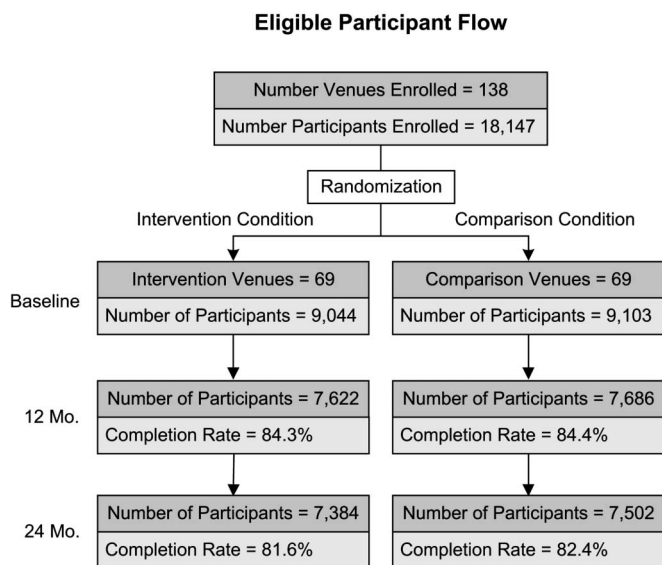 Eligible Participant Flow
Number Venues Enrolled = 138
Number Participants Enrolled = 18,147
Randomization
Intervention Condition
Comparison Condition
Baseline
Intervention Venues = 69
Number of Participants = 9,044
Comparison Venues = 69
Number of Participants = 9,103
12 Mo.
Number of Participants = 7,622
Completion Rate = 84.3%
Number of Participants = 7,686
Completion Rate = 84.4%
24 Mo.
Number of Participants = 7,384
Completion Rate = 81.6%
Number of Participants = 7,502
Completion Rate = 82.4%